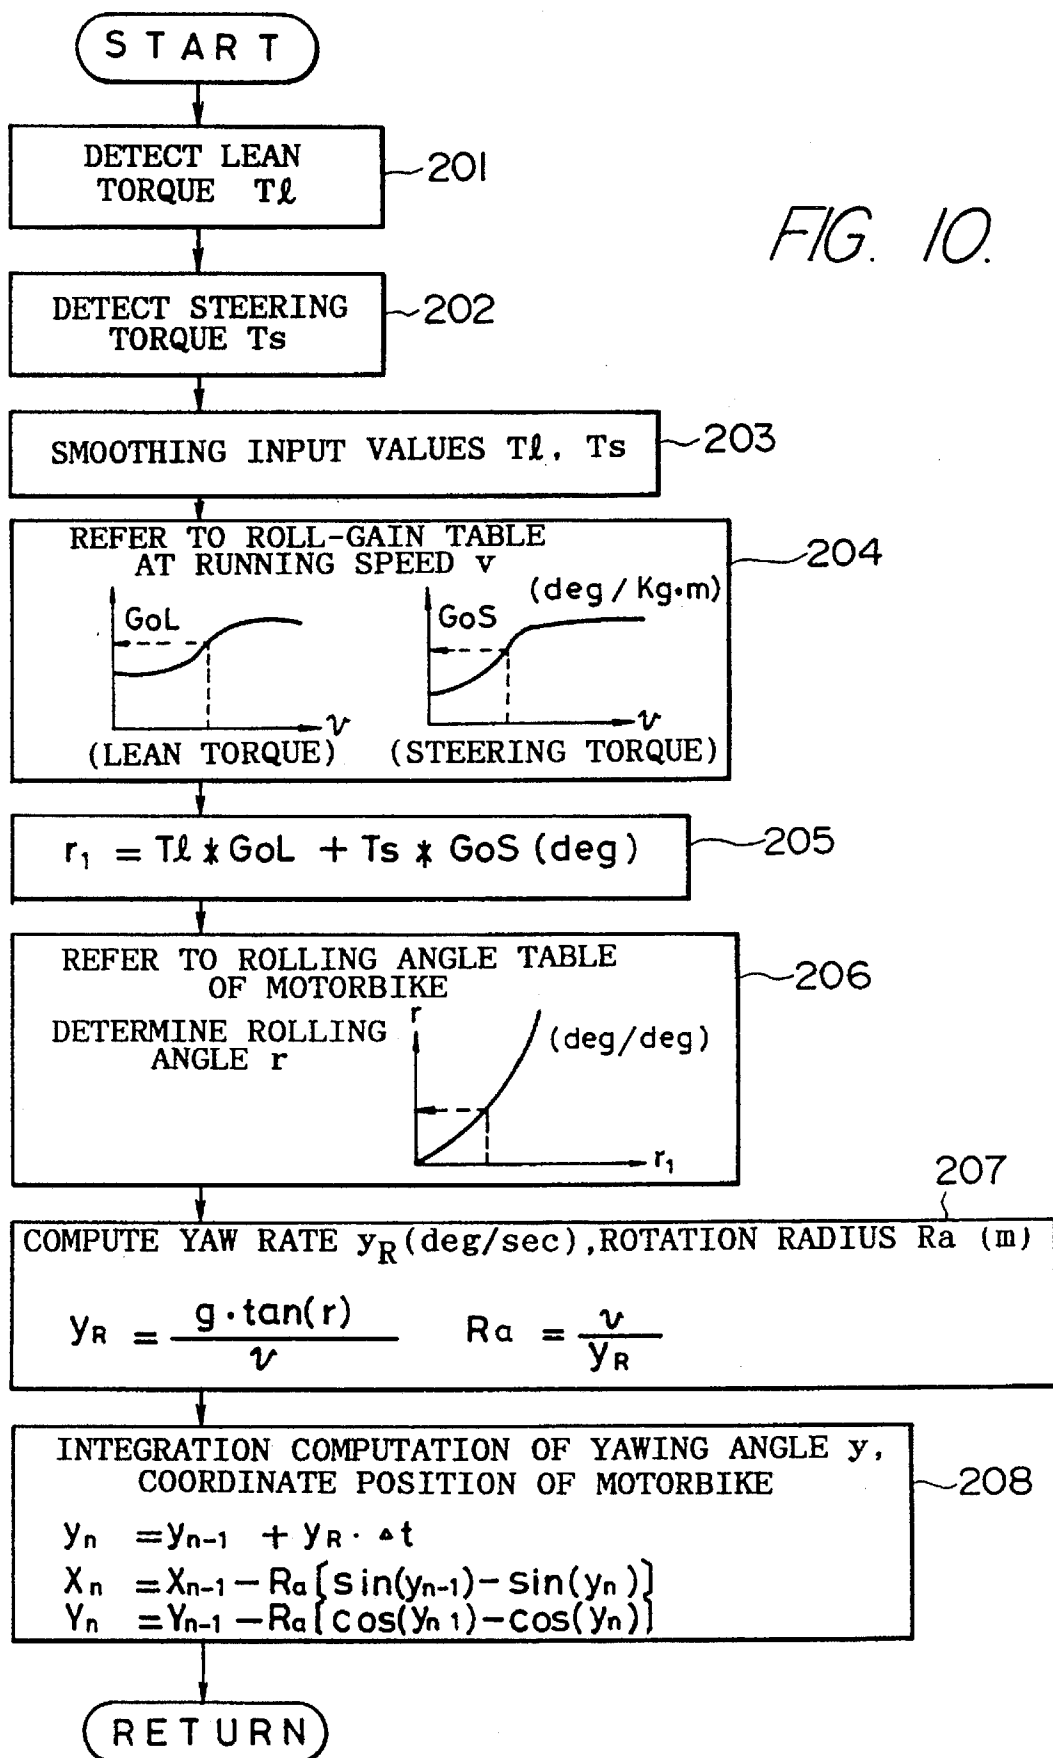 START
DETECT LEAN
TORQUE Tℓ
201
FIG. 10.
DETECT STEERING
TORQUE Ts
202
SMOOTHING INPUT VALUES Tℓ, Ts
203
REFER TO ROLL-GAIN TABLE
AT RUNNING SPEED v
204
GoL
v
(LEAN TORQUE)
GoS
(deg/Kg·m)
v
(STEERING TORQUE)
r₁ = Tℓ * GoL + Ts * GoS (deg)
205
REFER TO ROLLING ANGLE TABLE
OF MOTORBIKE
206
DETERMINE ROLLING
ANGLE r
r
(deg/deg)
r₁
207
COMPUTE YAW RATE y_R (deg/sec), ROTATION RADIUS Ra (m)
y_R = g·tan(r) / v
Ra = v / y_R
INTEGRATION COMPUTATION OF YAWING ANGLE y,
COORDINATE POSITION OF MOTORBIKE
208
yₙ = yₙ₋₁ + y_R · Δt
Xₙ = Xₙ₋₁ − Ra{sin(yₙ₋₁) − sin(yₙ)}
Yₙ = Yₙ₋₁ − Ra{cos(yₙ ₁) − cos(yₙ)}
RETURN